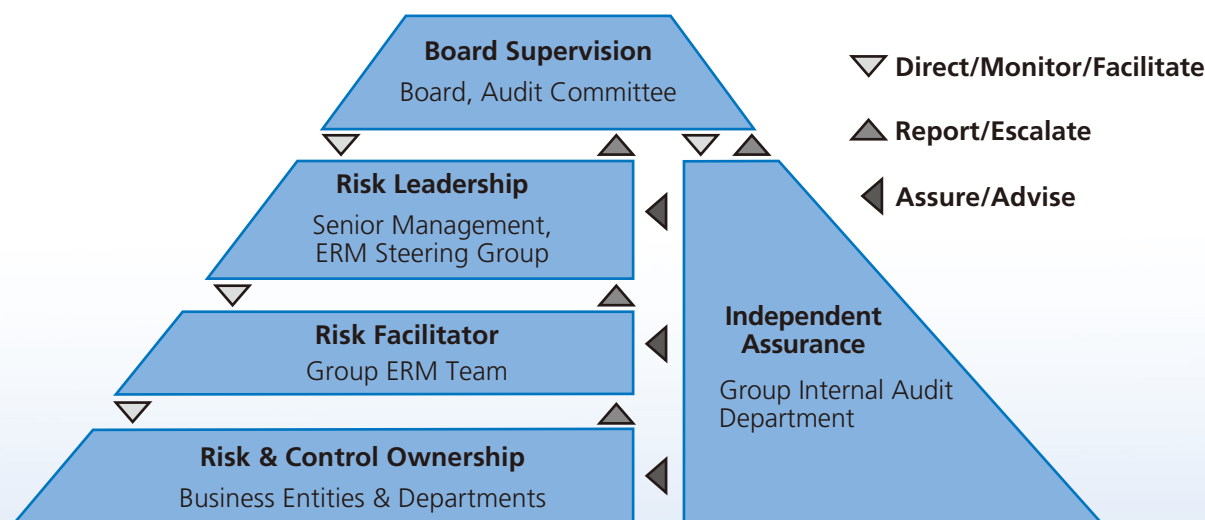 Board Supervision
Board, Audit Committee
Direct/Monitor/Facilitate
Report/Escalate
Assure/Advise
Risk Leadership
Senior Management,
ERM Steering Group
Risk Facilitator
Group ERM Team
Risk & Control Ownership
Business Entities & Departments
Independent
Assurance
Group Internal Audit
Department